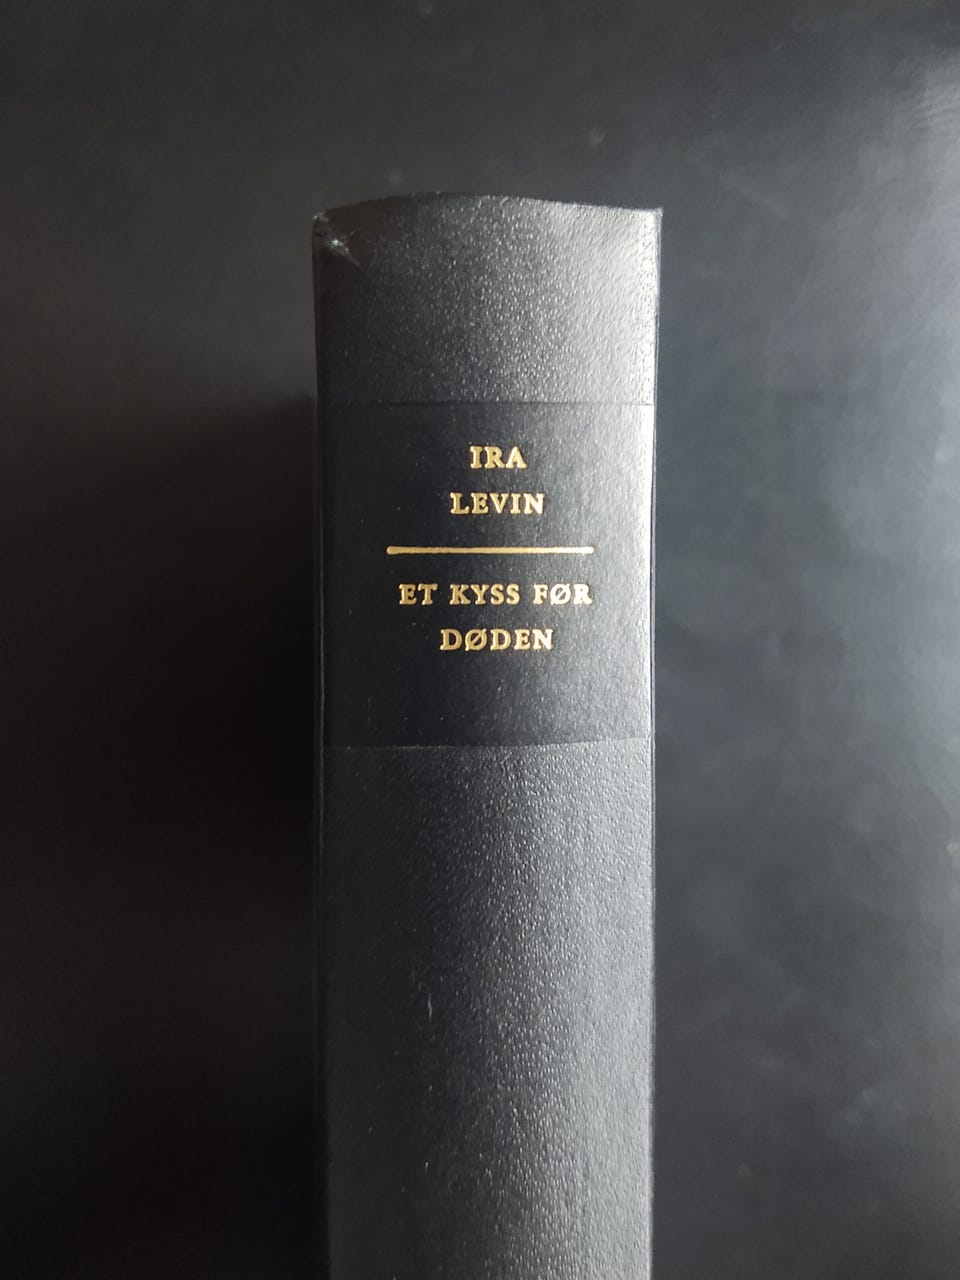 IRA
LEVIN
ET KYSS FØR
DØDEN